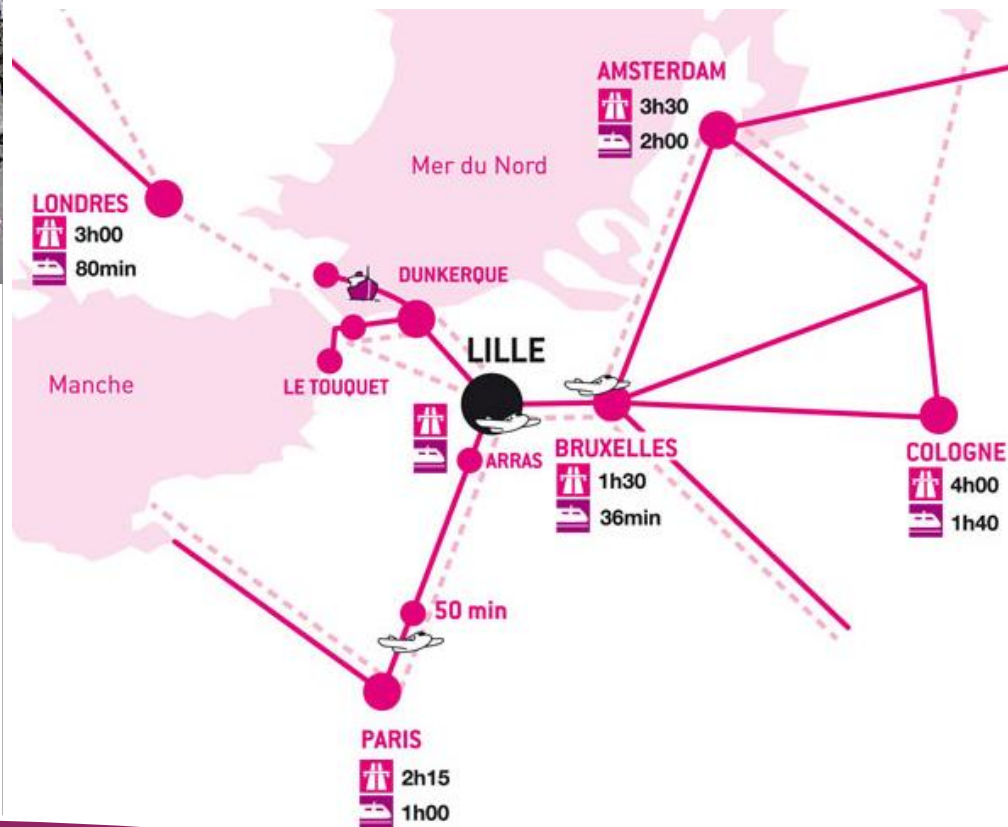 AMSTERDAM
3h30
2h00
Mer du Nord
LONDRES
3h00
80min
DUNKERQUE
LILLE
Manche
LE TOUQUET
ARRAS
BRUXELLES
1h30
36min
COLOGNE
4h00
1h40
50 min
PARIS
2h15
1h00